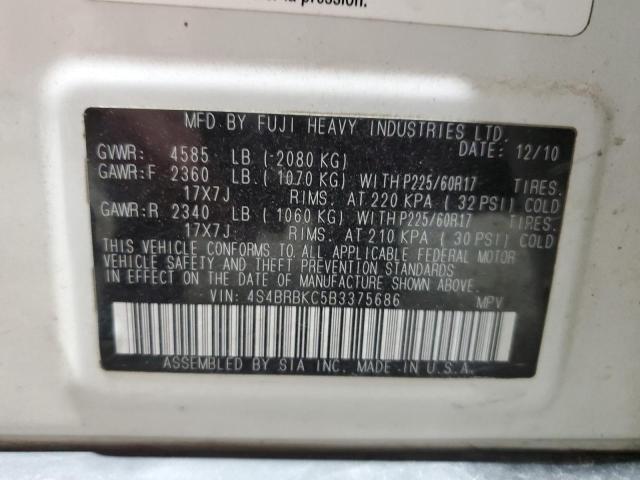 la pression.
MFD BY FUJI HEAVY INDUSTRIES LTD.
GVWR: 4585 LB ( 2080 KG) DATE: 12/10
GAWR:F 2360 LB ( 1070 KG) WITH P225/60R17 TIRES.
17X7J RIMS. AT 220 KPA ( 32 PSI) COLD
GAWR:R 2340 LB ( 1060 KG) WITH P225/60R17 TIRES.
17X7J RIMS. AT 210 KPA ( 30 PSI) COLD
THIS VEHICLE CONFORMS TO ALL APPLICABLE FEDERAL MOTOR
VEHICLE SAFETY AND THEFT PREVENTION STANDARDS IN
EFFECT ON THE DATE OF MANUFACTURE SHOWN ABOVE.
VIN: 4S4BRBKC5B3375686 MPV
ASSEMBLED BY SIA INC. MADE IN U.S.A.